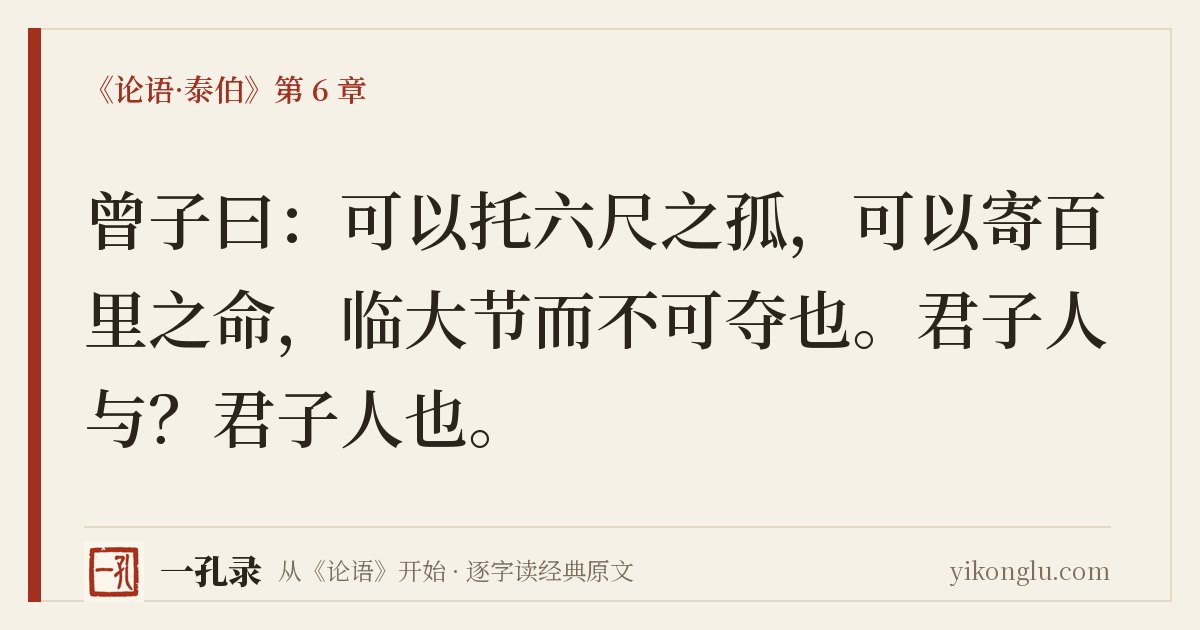 《论语·泰伯》第 6 章
曾子曰：可以托六尺之孤，可以寄百
里之命，临大节而不可夺也。君子人
与？君子人也。
一孔
一孔录 从《论语》开始 · 逐字读经典原文 yikonglu.com